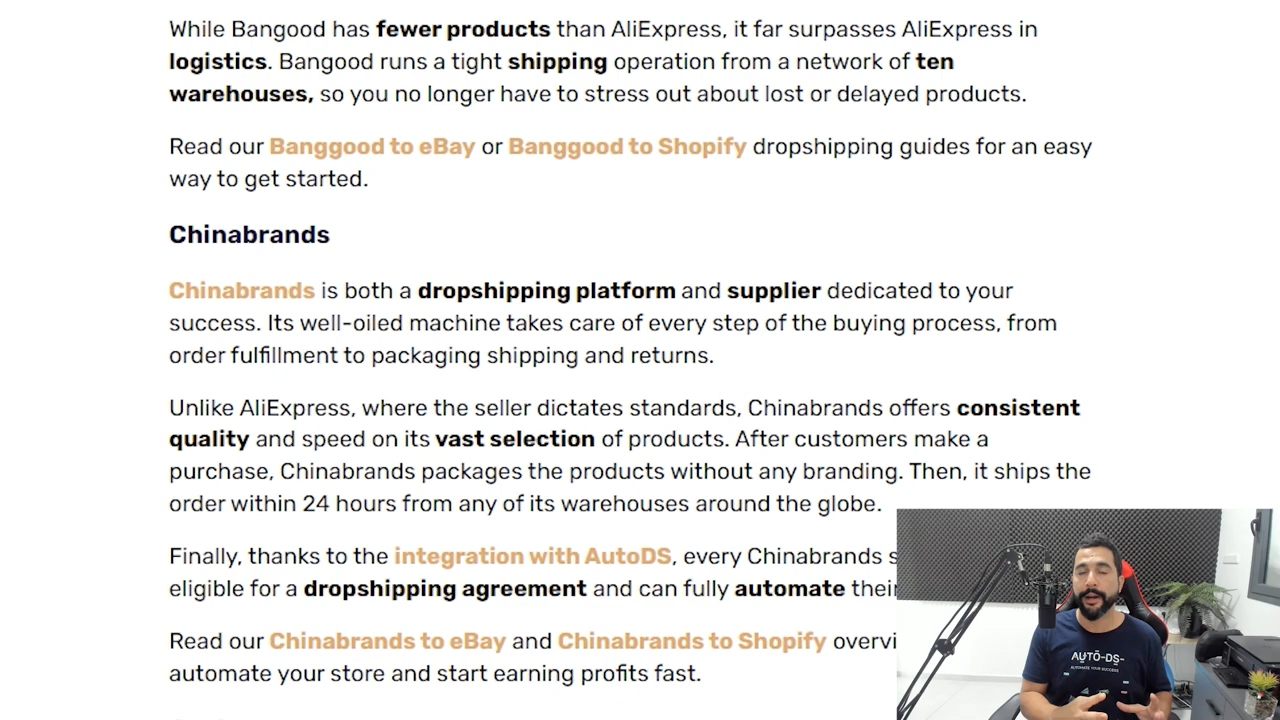 While Bangood has fewer products than AliExpress, it far surpasses AliExpress in
logistics. Bangood runs a tight shipping operation from a network of ten
warehouses, so you no longer have to stress out about lost or delayed products.
Read our Banggood to eBay or Banggood to Shopify dropshipping guides for an easy
way to get started.
Chinabrands
Chinabrands is both a dropshipping platform and supplier dedicated to your
success. Its well-oiled machine takes care of every step of the buying process, from
order fulfillment to packaging shipping and returns.
Unlike AliExpress, where the seller dictates standards, Chinabrands offers consistent
quality and speed on its vast selection of products. After customers make a
purchase, Chinabrands packages the products without any branding. Then, it ships the
order within 24 hours from any of its warehouses around the globe.
Finally, thanks to the integration with AutoDS, every Chinabrands s
eligible for a dropshipping agreement and can fully automate their
Read our Chinabrands to eBay and Chinabrands to Shopify overvi
automate your store and start earning profits fast.
AUTO-DS-
AUTOMATE YOUR SUCCESS